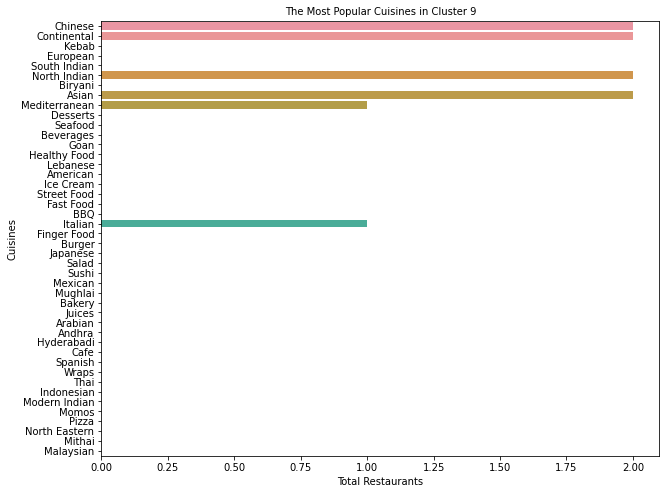 The Most Popular Cuisines in Cluster 9
Chinese
Continental
Kebab
European
South Indian
North Indian
Biryani
Asian
Mediterranean
Desserts
Seafood
Beverages
Goan
Healthy Food
Lebanese
American
Ice Cream
Street Food
Fast Food
BBQ
Italian
Finger Food
Burger
Japanese
Salad
Sushi
Mexican
Mughlai
Bakery
Juices
Arabian
Andhra
Hyderabadi
Cafe
Spanish
Wraps
Thai
Indonesian
Modern Indian
Momos
Pizza
North Eastern
Mithai
Malaysian
Cuisines
0.00 0.25 0.50 0.75 1.00 1.25 1.50 1.75 2.00
Total Restaurants